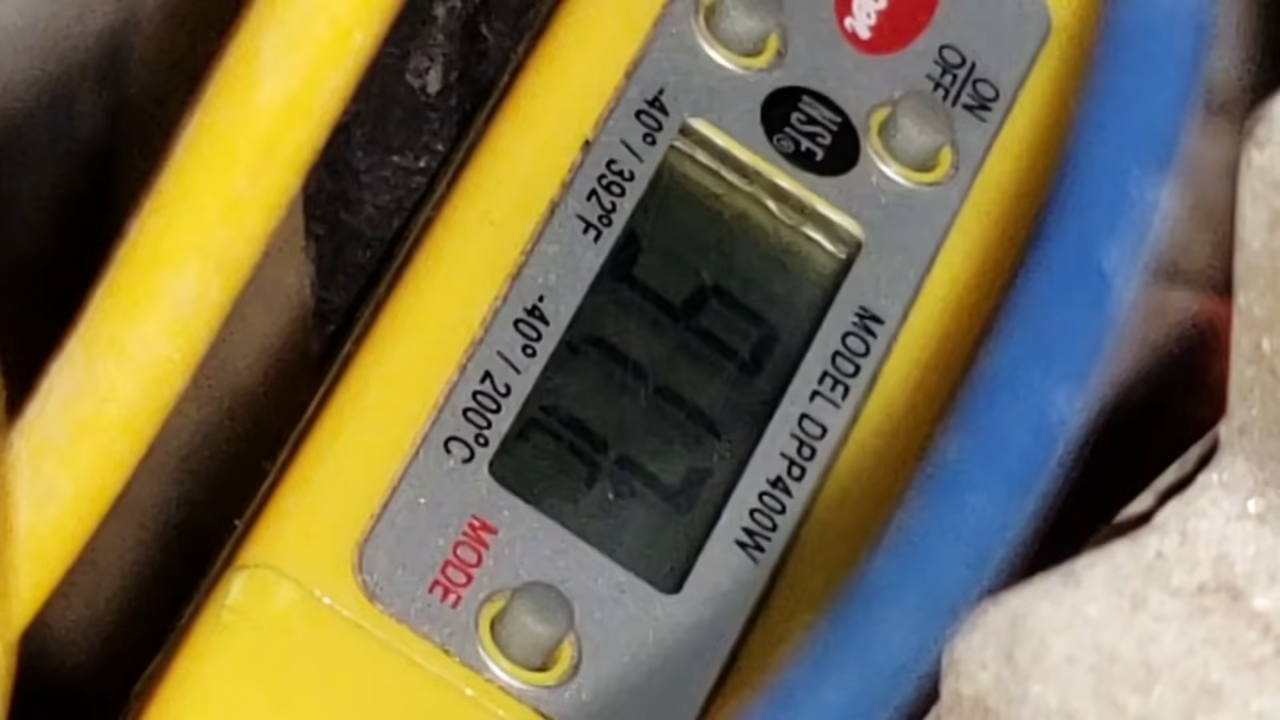 ON
OFF
NSF®
MODEL DPP400W
-40° / 392°F -40° / 200°C
MODE